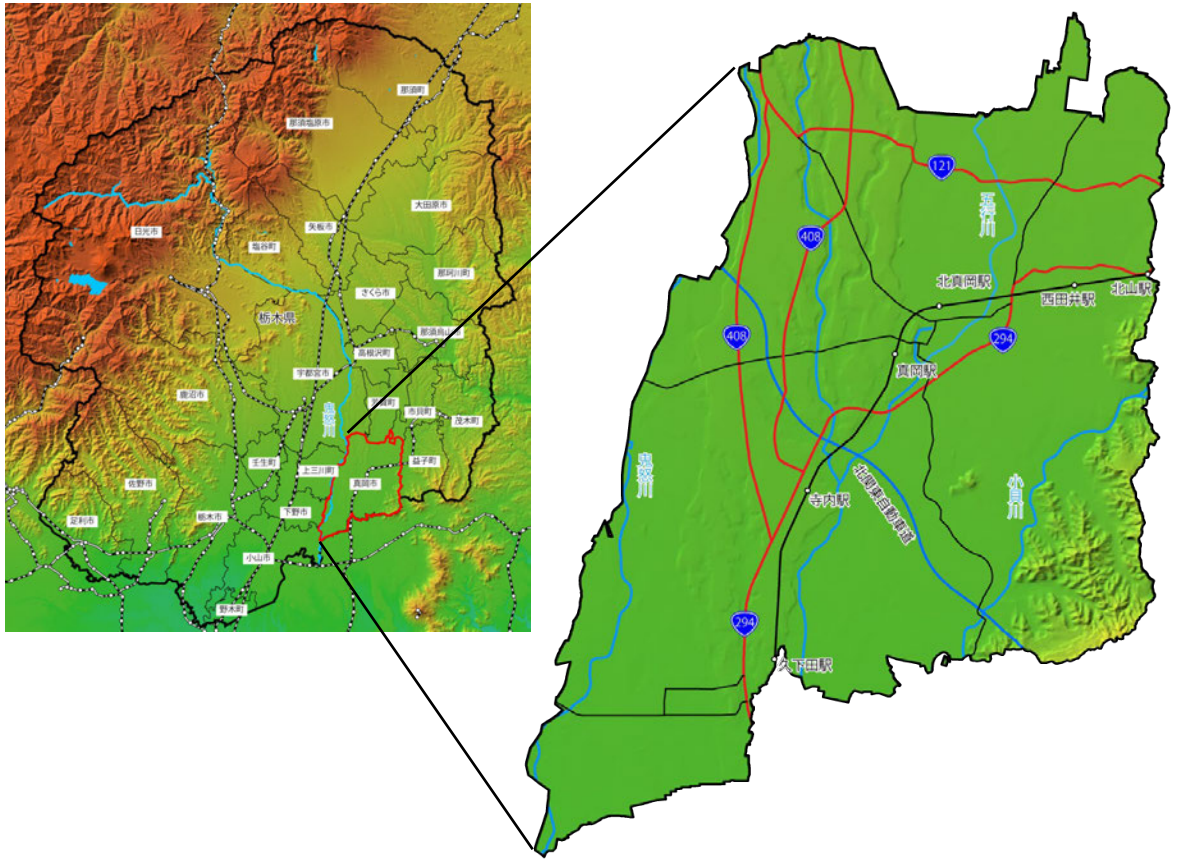 那須町
那須塩原市
大田原市
矢板市
日光市
塩谷町
那珂川町
さくら市
栃木県
那須烏山市
高根沢町
宇都宮市
鹿沼市
芳賀町
市貝町
茂木町
鬼怒川
益子町
壬生町
上三川町
真岡市
佐野市
下野市
栃木市
足利市
小山市
野木町
121
五行川
408
北真岡駅
西田井駅
北山駅
408
294
真岡駅
鬼怒川
北関東自動車道
小貝川
寺内駅
294
久下田駅